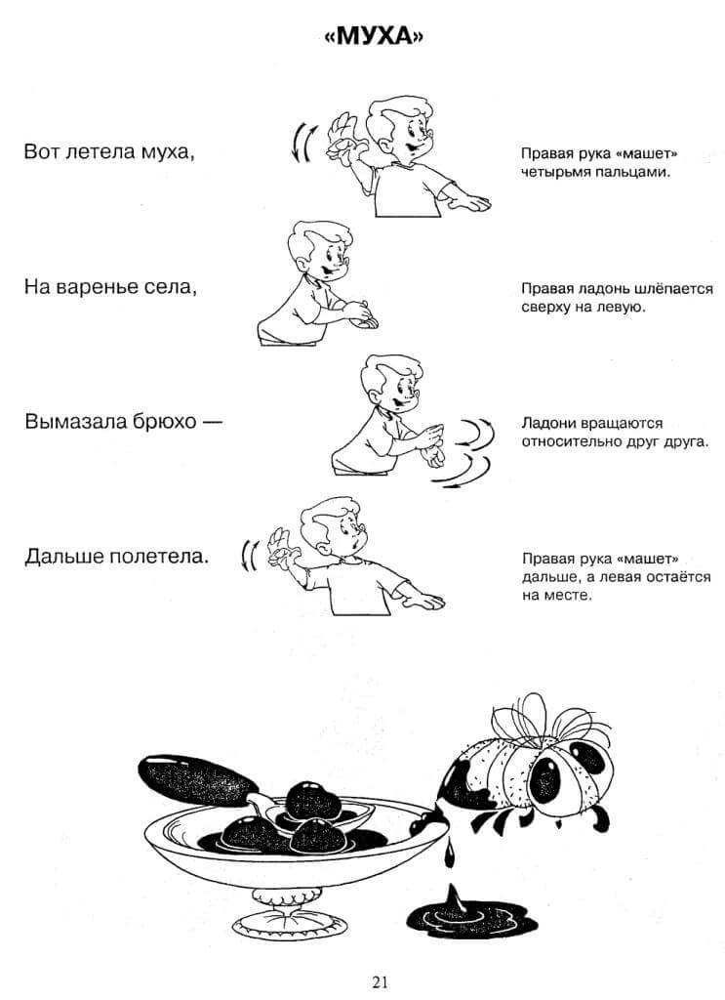 «МУХА»
Вот летела муха,
Правая рука «машет»
четырьмя пальцами.
На варенье села,
Правая ладонь шлёпается
сверху на левую.
Вымазала брюхо —
Ладони вращаются
относительно друг друга.
Дальше полетела.
Правая рука «машет»
дальше, а левая остаётся
на месте.
21